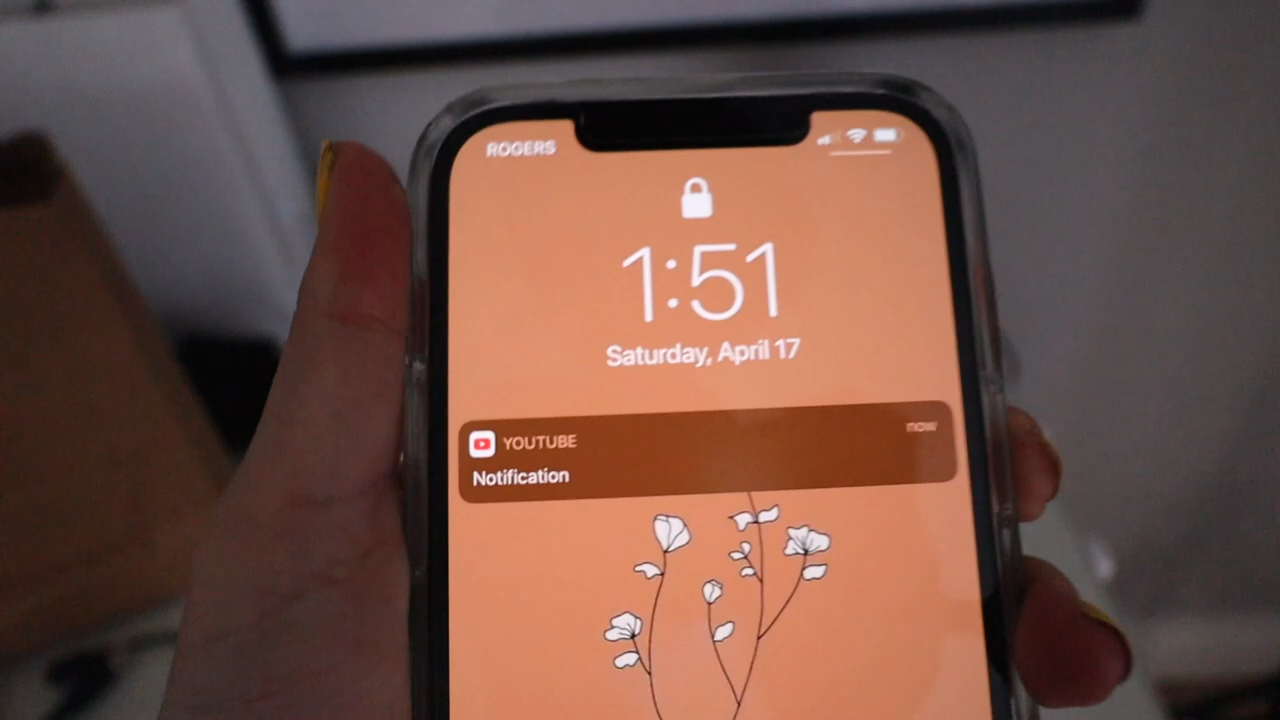 ROGERS
1:51
Saturday, April 17
YOUTUBE
now
Notification